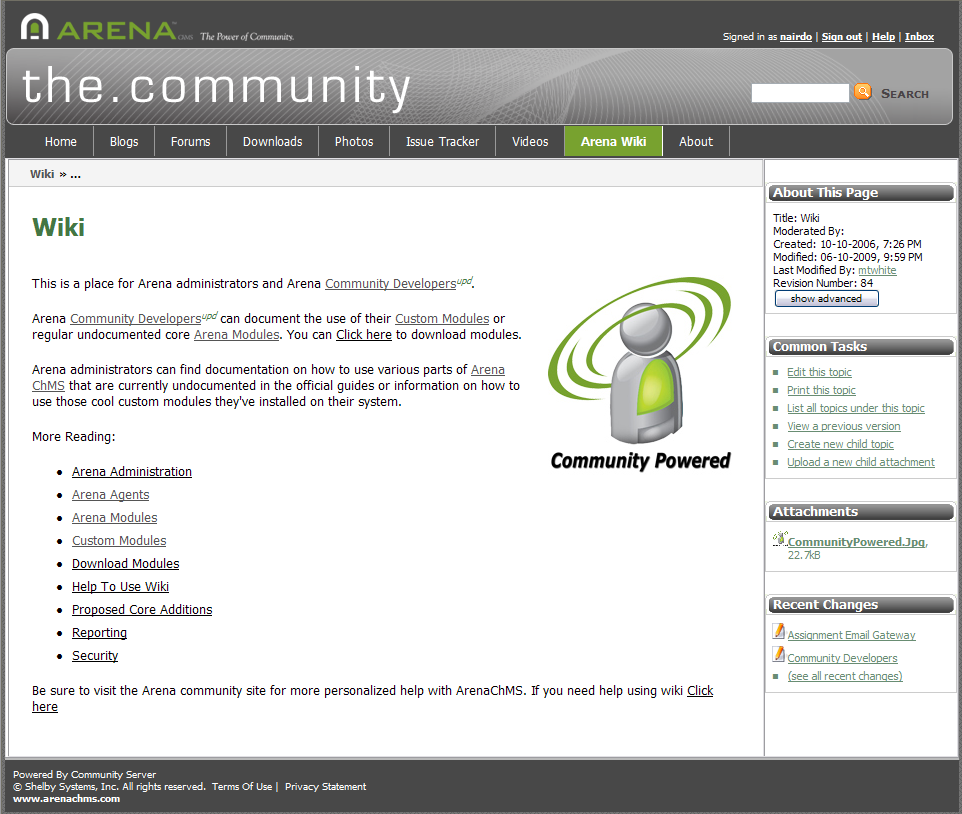 ARENA ChMS The Power of Community.
Signed in as nairdo | Sign out | Help | Inbox
the.community
SEARCH
Home Blogs Forums Downloads Photos Issue Tracker Videos Arena Wiki About
Wiki » ...
Wiki
This is a place for Arena administrators and Arena Community Developers upd.
Arena Community Developers upd can document the use of their Custom Modules or
regular undocumented core Arena Modules. You can Click here to download modules.
Arena administrators can find documentation on how to use various parts of Arena
ChMS that are currently undocumented in the official guides or information on how to
use those cool custom modules they've installed on their system.
More Reading:
• Arena Administration
• Arena Agents
• Arena Modules
• Custom Modules
• Download Modules
• Help To Use Wiki
• Proposed Core Additions
• Reporting
• Security
Community Powered
Be sure to visit the Arena community site for more personalized help with ArenaChMS. If you need help using wiki Click
here
About This Page
Title: Wiki
Moderated By:
Created: 10-10-2006, 7:26 PM
Modified: 06-10-2009, 9:59 PM
Last Modified By: mtwhite
Revision Number: 84
show advanced
Common Tasks
Edit this topic
Print this topic
List all topics under this topic
View a previous version
Create new child topic
Upload a new child attachment
Attachments
CommunityPowered.Jpg,
22.7kB
Recent Changes
Assignment Email Gateway
Community Developers
(see all recent changes)
Powered By Community Server
© Shelby Systems, Inc. All rights reserved. Terms Of Use | Privacy Statement
www.arenachms.com